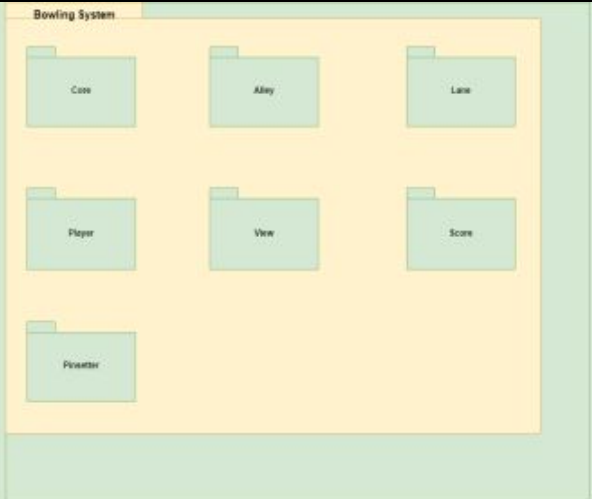 Bowling System
Core
Alley
Lane
Player
View
Score
Pinsetter